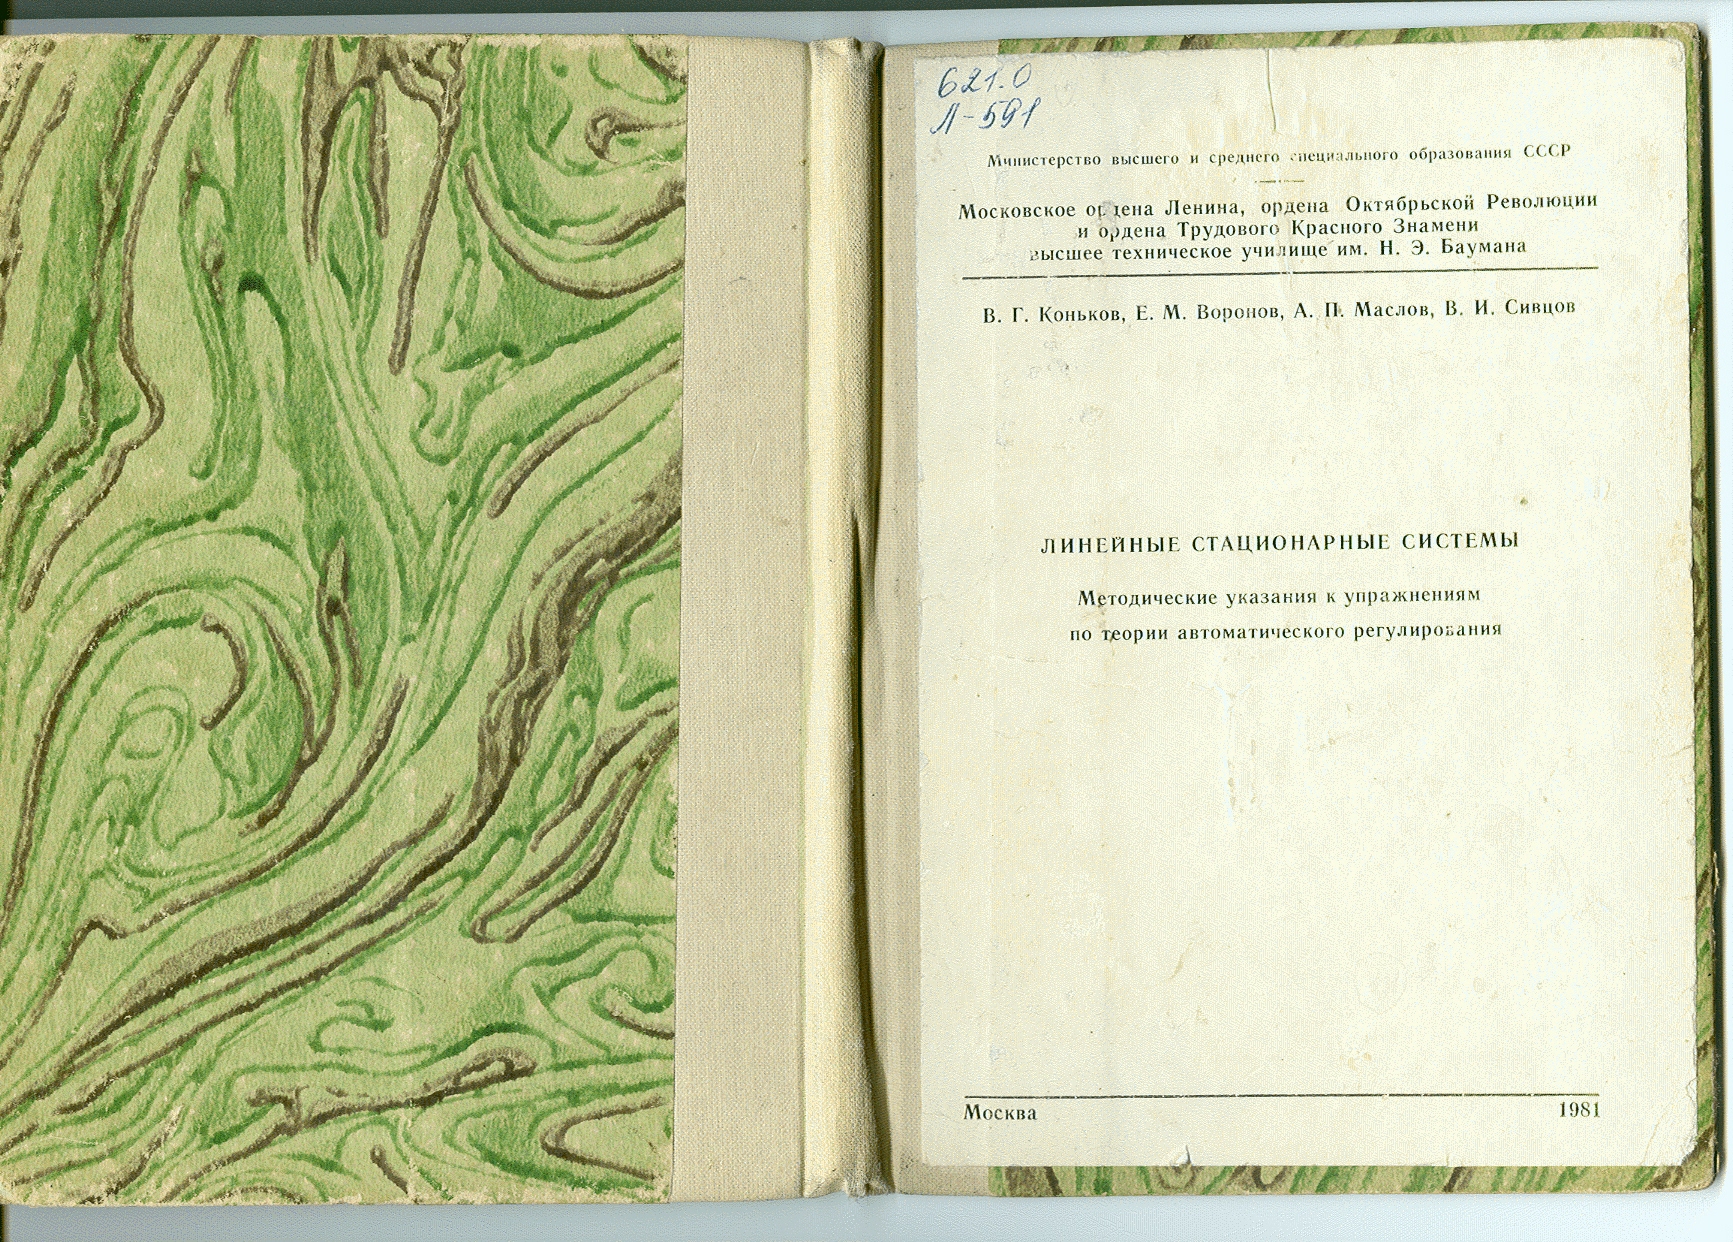 621.0
Л-591
Министерство высшего и среднего специального образования СССР
Московское ордена Ленина, ордена Октябрьской Революции
и ордена Трудового Красного Знамени
высшее техническое училище им. Н. Э. Баумана
В. Г. Коньков, Е. М. Воронов, А. П. Маслов, В. И. Сивцов
ЛИНЕЙНЫЕ СТАЦИОНАРНЫЕ СИСТЕМЫ
Методические указания к упражнениям
по теории автоматического регулирования
Москва 1981